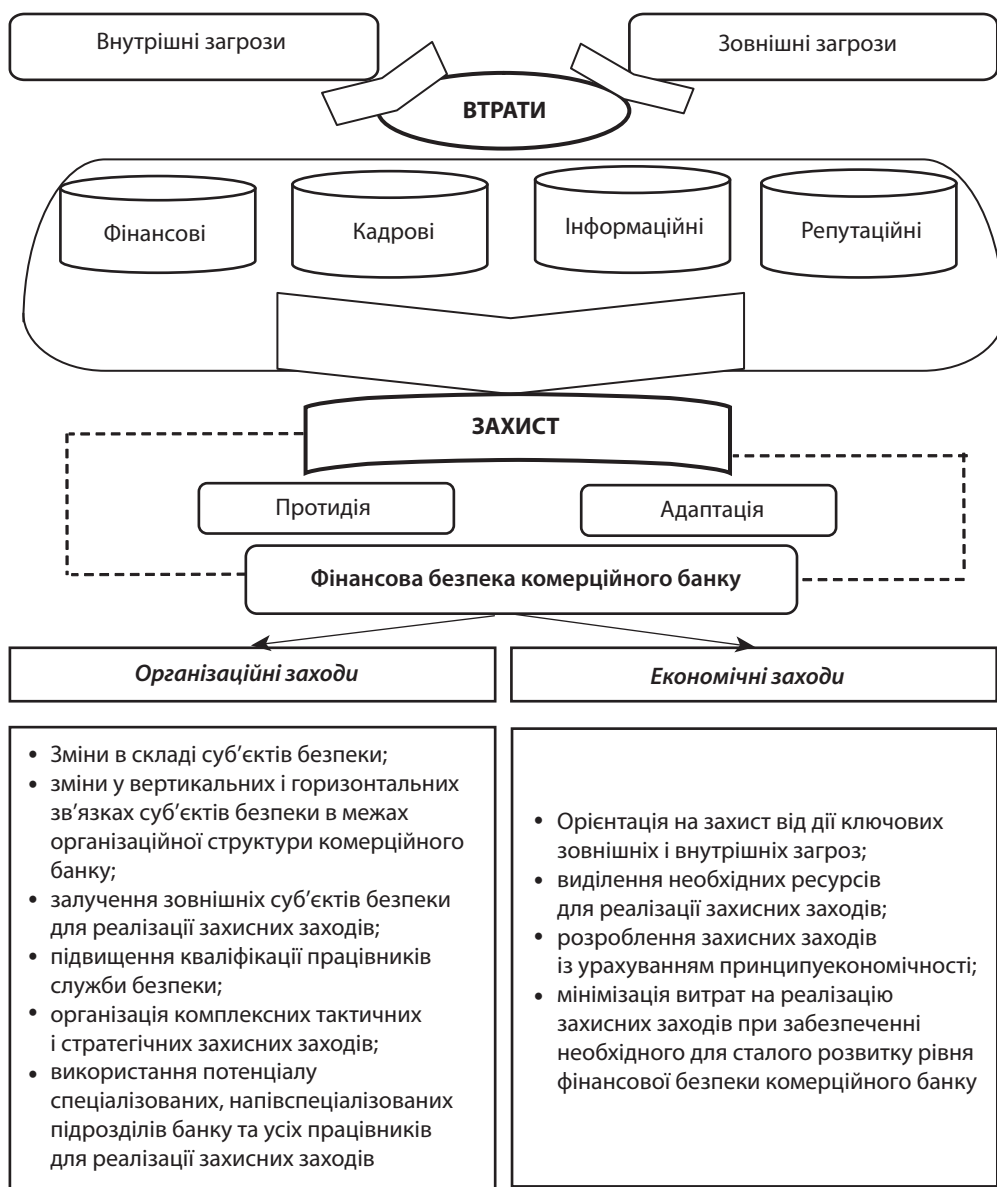 Внутрішні загрози
Зовнішні загрози
ВТРАТИ
Фінансові
Кадрові
Інформаційні
Репутаційні
ЗАХИСТ
Протидія
Адаптація
Фінансова безпека комерційного банку
Організаційні заходи
Економічні заходи
• Зміни в складі суб’єктів безпеки;
• зміни у вертикальних і горизонтальних
зв’язках суб’єктів безпеки в межах
організаційної структури комерційного
банку;
• залучення зовнішніх суб’єктів безпеки
для реалізації захисних заходів;
• підвищення кваліфікації працівників
служби безпеки;
• організація комплексних тактичних
і стратегічних захисних заходів;
• використання потенціалу
спеціалізованих, напівспеціалізованих
підрозділів банку та усіх працівників
для реалізації захисних заходів
• Орієнтація на захист від дії ключових
зовнішніх і внутрішніх загроз;
• виділення необхідних ресурсів
для реалізації захисних заходів;
• розроблення захисних заходів
із урахуванням принципуекономічності;
• мінімізація витрат на реалізацію
захисних заходів при забезпеченні
необхідного для сталого розвитку рівня
фінансової безпеки комерційного банку